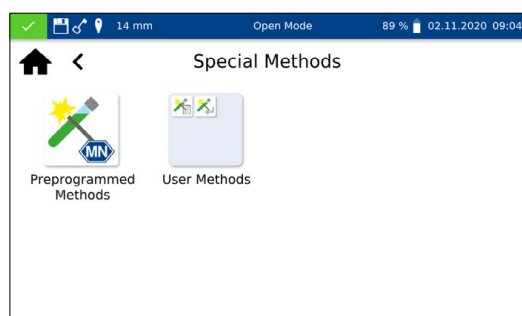 14 mm Open Mode 89 % 02.11.2020 09:04
Special Methods
MN
Preprogrammed User Methods
Methods